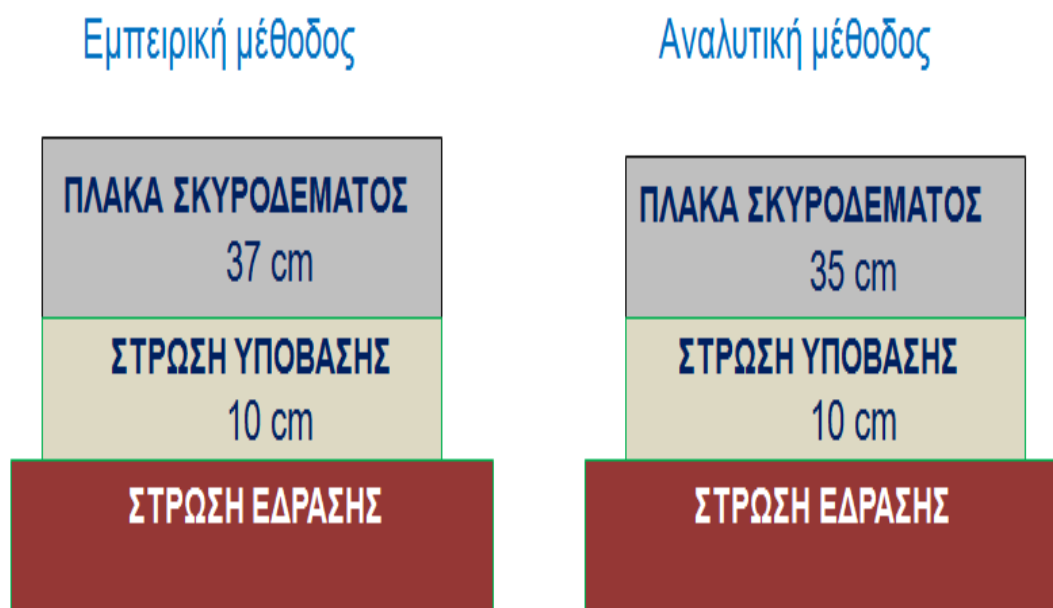 Εμπειρική μέθοδος
Αναλυτική μέθοδος
ΠΛΑΚΑ ΣΚΥΡΟΔΕΜΑΤΟΣ
37 cm
ΣΤΡΩΣΗ ΥΠΟΒΑΣΗΣ
10 cm
ΣΤΡΩΣΗ ΕΔΡΑΣΗΣ
ΠΛΑΚΑ ΣΚΥΡΟΔΕΜΑΤΟΣ
35 cm
ΣΤΡΩΣΗ ΥΠΟΒΑΣΗΣ
10 cm
ΣΤΡΩΣΗ ΕΔΡΑΣΗΣ